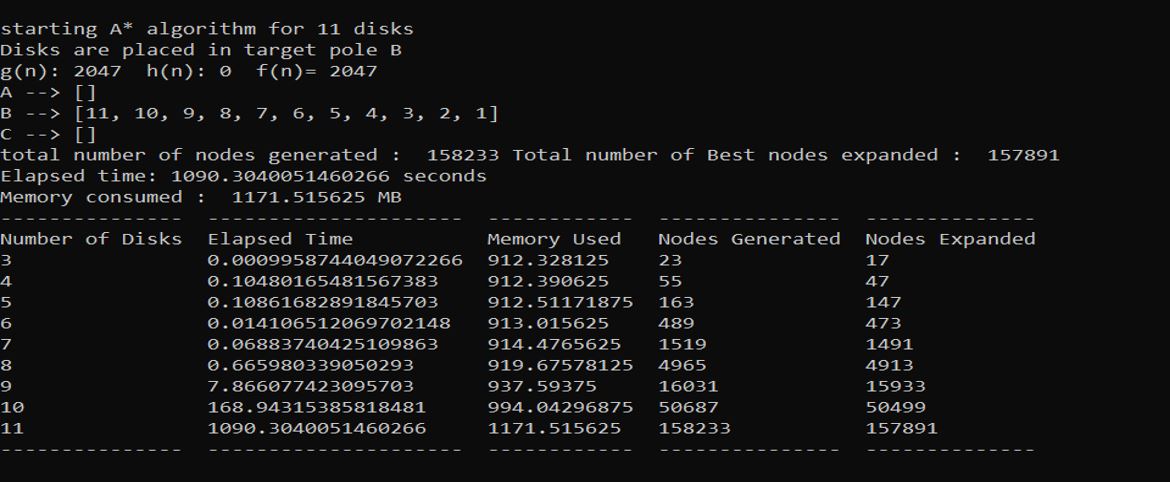 starting A* algorithm for 11 disks
Disks are placed in target pole B
g(n): 2047  h(n): 0  f(n)= 2047
A --> []
B --> [11, 10, 9, 8, 7, 6, 5, 4, 3, 2, 1]
C --> []
total number of nodes generated :  158233 Total number of Best nodes expanded :  157891
Elapsed time: 1090.3040051460266 seconds
Memory consumed :  1171.515625 MB
---------------  ---------------------  ------------  ---------------  --------------
Number of Disks  Elapsed Time           Memory Used   Nodes Generated  Nodes Expanded
3                0.0009958744049072266  912.328125    23               17
4                0.104801654815673​83    912.390625    55               47
5                0.10861682891845703    912.51171875  163              147
6                0.014106512069702148   913.015625    489              473
7                0.06883740425109863    914.4765625   1519             1491
8                0.665980339050293      919.67578125  4965             4913
9                7.866077423095703      937.59375     16031            15933
10               168.94315385818481     994.04296875  50687            50499
11               1090.3040051460266     1171.515625   158233           157891
---------------  ---------------------  ------------  ---------------  --------------